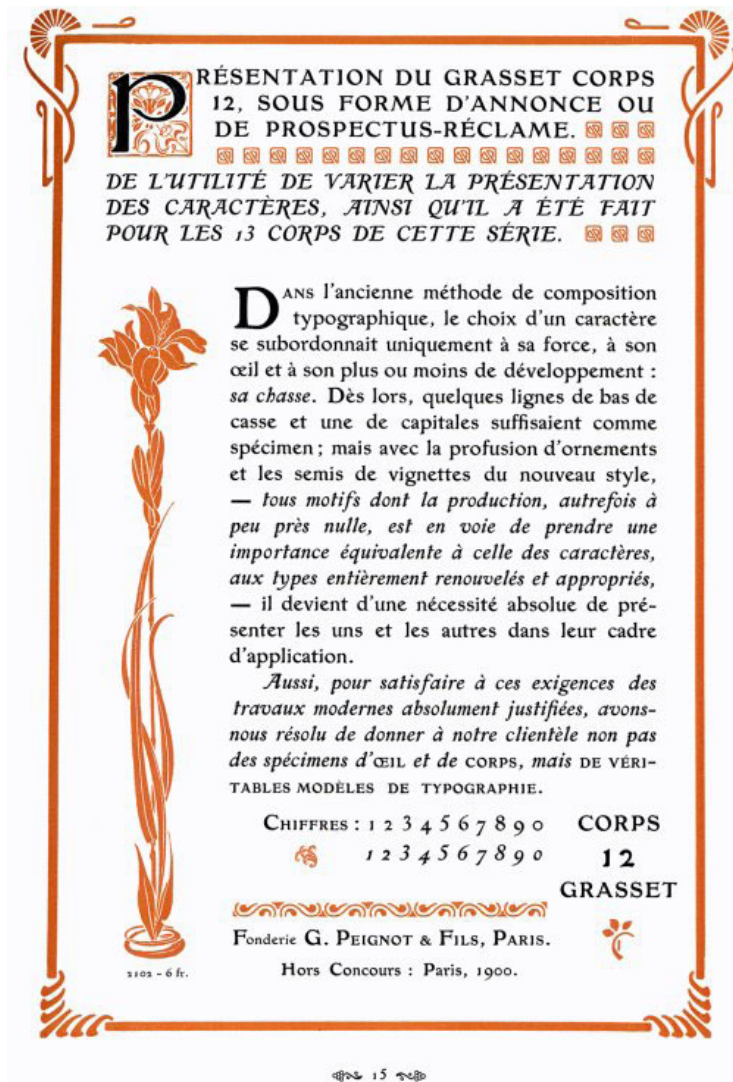 PRÉSENTATION DU GRASSET CORPS
12, SOUS FORME D'ANNONCE OU
DE PROSPECTUS-RÉCLAME.
DE L'UTILITÉ DE VARIER LA PRÉSENTATION
DES CARACTÈRES, AINSI QU'IL A ÉTÉ FAIT
POUR LES 13 CORPS DE CETTE SÉRIE.
DANS l'ancienne méthode de composition
typographique, le choix d'un caractère
se subordonnait uniquement à sa force, à son
œil et à son plus ou moins de développement :
sa chasse. Dès lors, quelques lignes de bas de
casse et une de capitales suffisaient comme
spécimen ; mais avec la profusion d'ornements
et les semis de vignettes du nouveau style,
— tous motifs dont la production, autrefois à
peu près nulle, est en voie de prendre une
importance équivalente à celle des caractères,
aux types entièrement renouvelés et appropriés,
— il devient d'une nécessité absolue de pré-
senter les uns et les autres dans leur cadre
d'application.
Aussi, pour satisfaire à ces exigences des
travaux modernes absolument justifiées, avons-
nous résolu de donner à notre clientèle non pas
des spécimens d'ŒIL et de CORPS, mais DE VÉRI-
TABLES MODÈLES DE TYPOGRAPHIE.
CHIFFRES : 1 2 3 4 5 6 7 8 9 0
1 2 3 4 5 6 7 8 9 0
CORPS
12
GRASSET
Fonderie G. PEIGNOT & FILS, PARIS.
Hors Concours : Paris, 1900.
2102 - 6 fr.
15